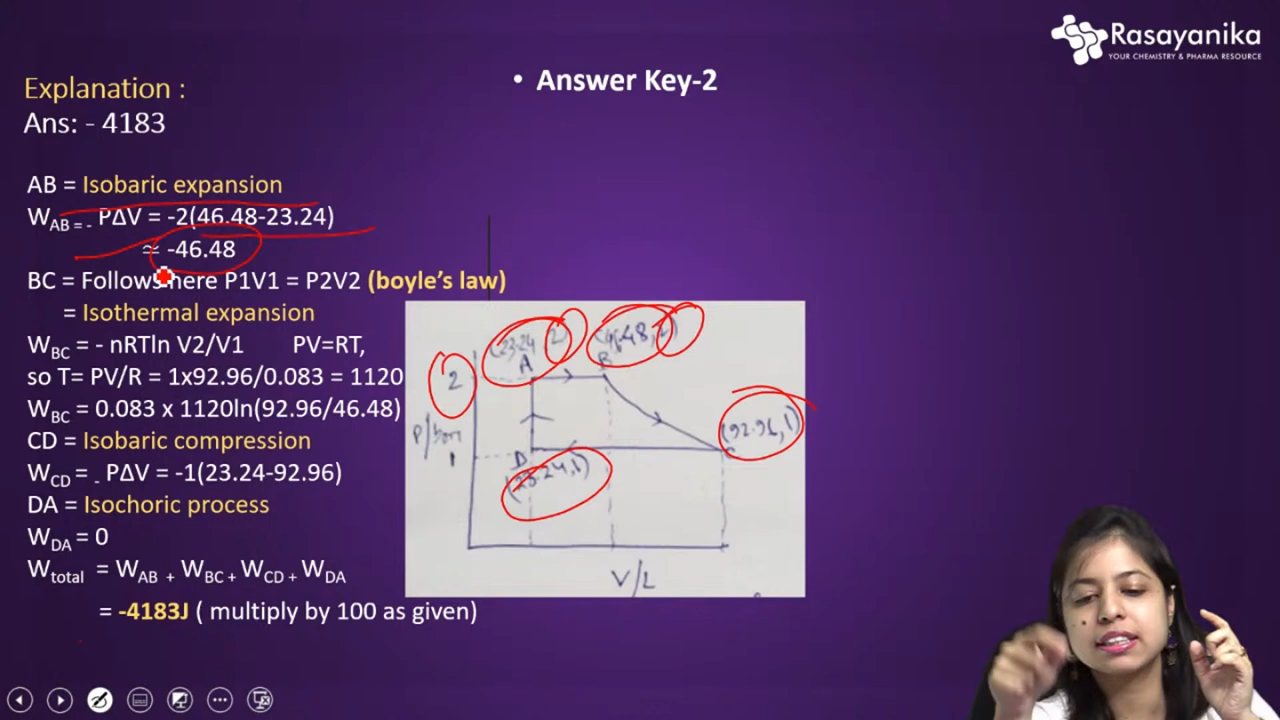 Rasayanika
YOUR CHEMISTRY & PHARMA RESOURCE
• Answer Key-2
Explanation :
Ans: - 4183
AB = Isobaric expansion
WAB = - PΔV = -2(46.48-23.24)
≃ -46.48
BC = Follows here P1V1 = P2V2 (boyle's law)
= Isothermal expansion
WBC = - nRTln V2/V1 PV=RT,
so T= PV/R = 1x92.96/0.083 = 1120
WBC = 0.083 x 1120ln(92.96/46.48)
CD = Isobaric compression
WCD = - PΔV = -1(23.24-92.96)
DA = Isochoric process
WDA = 0
Wtotal = WAB + WBC + WCD + WDA
= -4183J ( multiply by 100 as given)
(23.24, 2)
(46.48, 2)
A
B
2
(92.96, 1)
P/bar
1
D
(23.24, 1)
V/L